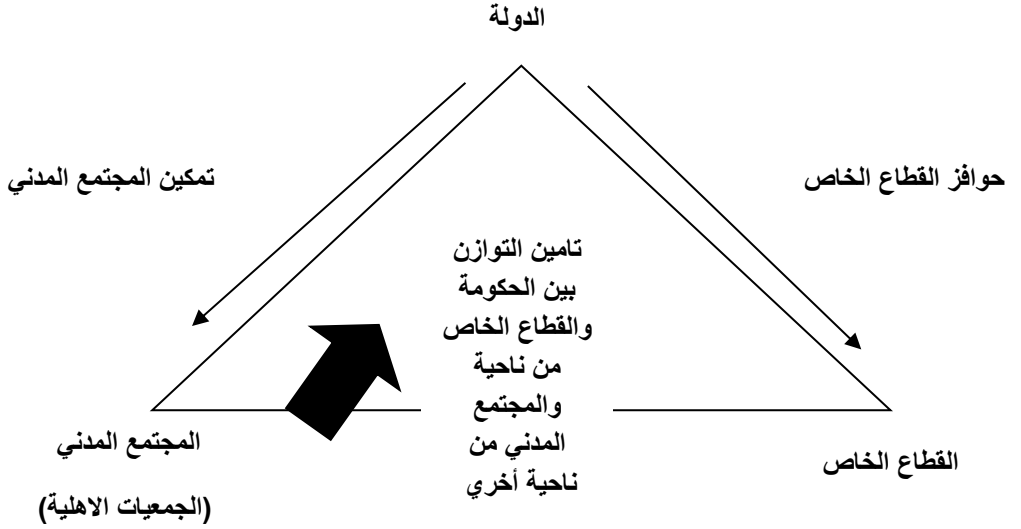 الدولة
حوافز القطاع الخاص
تمكين المجتمع المدني
تامين التوازن
بين الحكومة
والقطاع الخاص
من ناحية
والمجتمع
المدني من
ناحية أخري
القطاع الخاص
المجتمع المدني
(الجمعيات الاهلية)